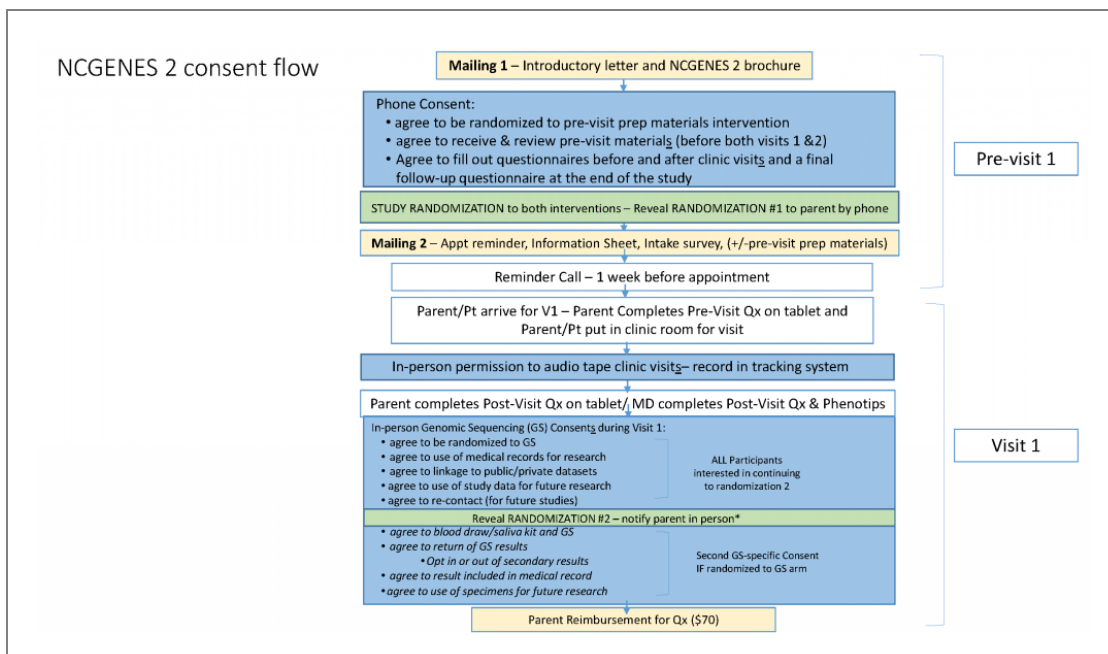 NCGENES 2 consent flow
Mailing 1 – Introductory letter and NCGENES 2 brochure
Phone Consent:
• agree to be randomized to pre-visit prep materials intervention
• agree to receive & review pre-visit materials (before both visits 1 &2)
• Agree to fill out questionnaires before and after clinic visits and a final
follow-up questionnaire at the end of the study
STUDY RANDOMIZATION to both interventions – Reveal RANDOMIZATION #1 to parent by phone
Mailing 2 – Appt reminder, Information Sheet, Intake survey, (+/-pre-visit prep materials)
Reminder Call – 1 week before appointment
Pre-visit 1
Parent/Pt arrive for V1 – Parent Completes Pre-Visit Qx on tablet and
Parent/Pt put in clinic room for visit
In-person permission to audio tape clinic visits– record in tracking system
Parent completes Post-Visit Qx on tablet/ MD completes Post-Visit Qx & Phenotips
In-person Genomic Sequencing (GS) Consents during Visit 1:
• agree to be randomized to GS
• agree to use of medical records for research
• agree to linkage to public/private datasets
• agree to use of study data for future research
• agree to re-contact (for future studies)
ALL Participants
interested in continuing
to randomization 2
Reveal RANDOMIZATION #2 – notify parent in person*
• agree to blood draw/saliva kit and GS
• agree to return of GS results
• Opt in or out of secondary results
• agree to result included in medical record
• agree to use of specimens for future research
Second GS-specific Consent
IF randomized to GS arm
Parent Reimbursement for Qx ($70)
Visit 1